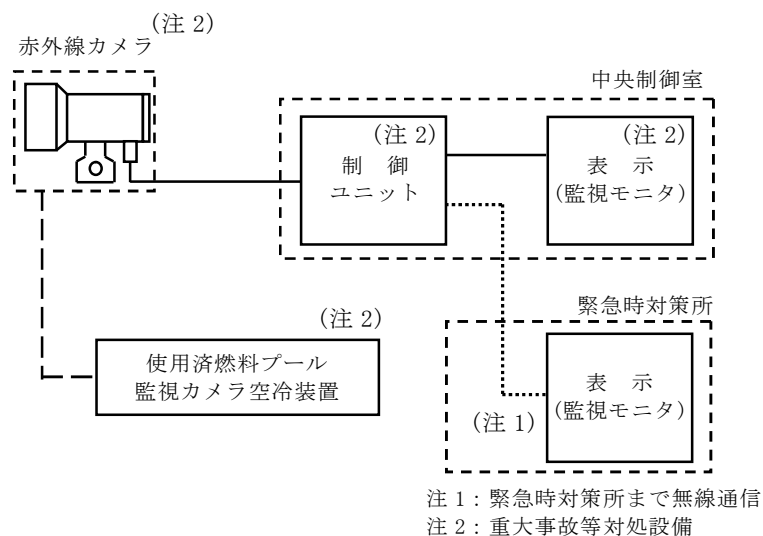 (注 2)
赤外線カメラ
中央制御室
(注 2)
制 御
ユニット
(注 2)
表 示
(監視モニタ)
(注 2)
使用済燃料プール
監視カメラ空冷装置
緊急時対策所
表 示
(監視モニタ)
(注 1)
注 1：緊急時対策所まで無線通信
注 2：重大事故等対処設備